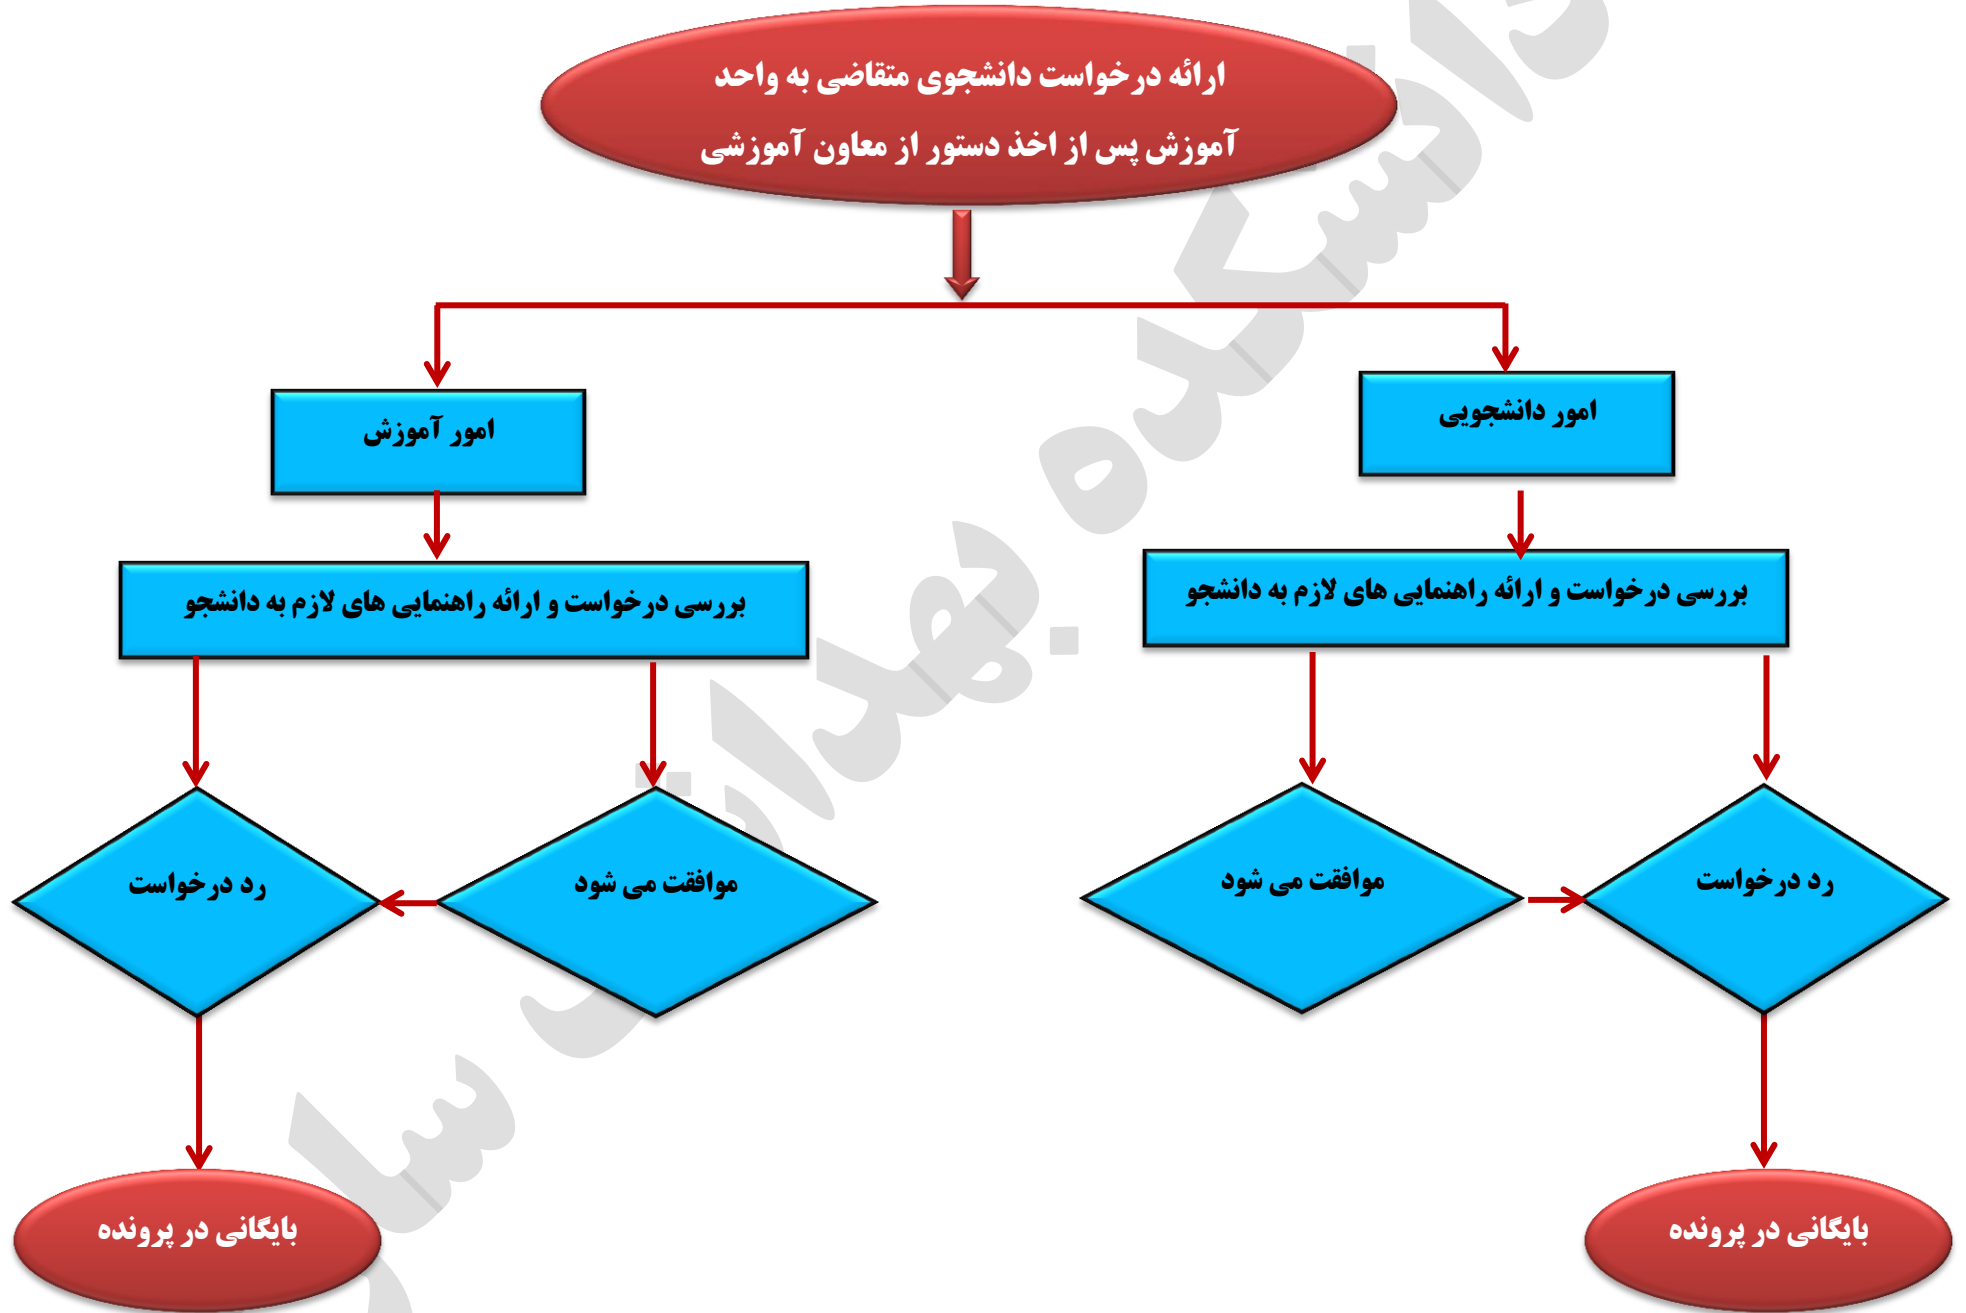 ارائه درخواست دانشجوی متقاضی به واحد
آموزش پس از اخذ دستور از معاون آموزشی
امور دانشجویی
امور آموزش
بررسی درخواست و ارائه راهنمایی های لازم به دانشجو
بررسی درخواست و ارائه راهنمایی های لازم به دانشجو
رد درخواست
موافقت می شود
موافقت می شود
رد درخواست
بایگانی در پرونده
بایگانی در پرونده
دانشکده بهداشت